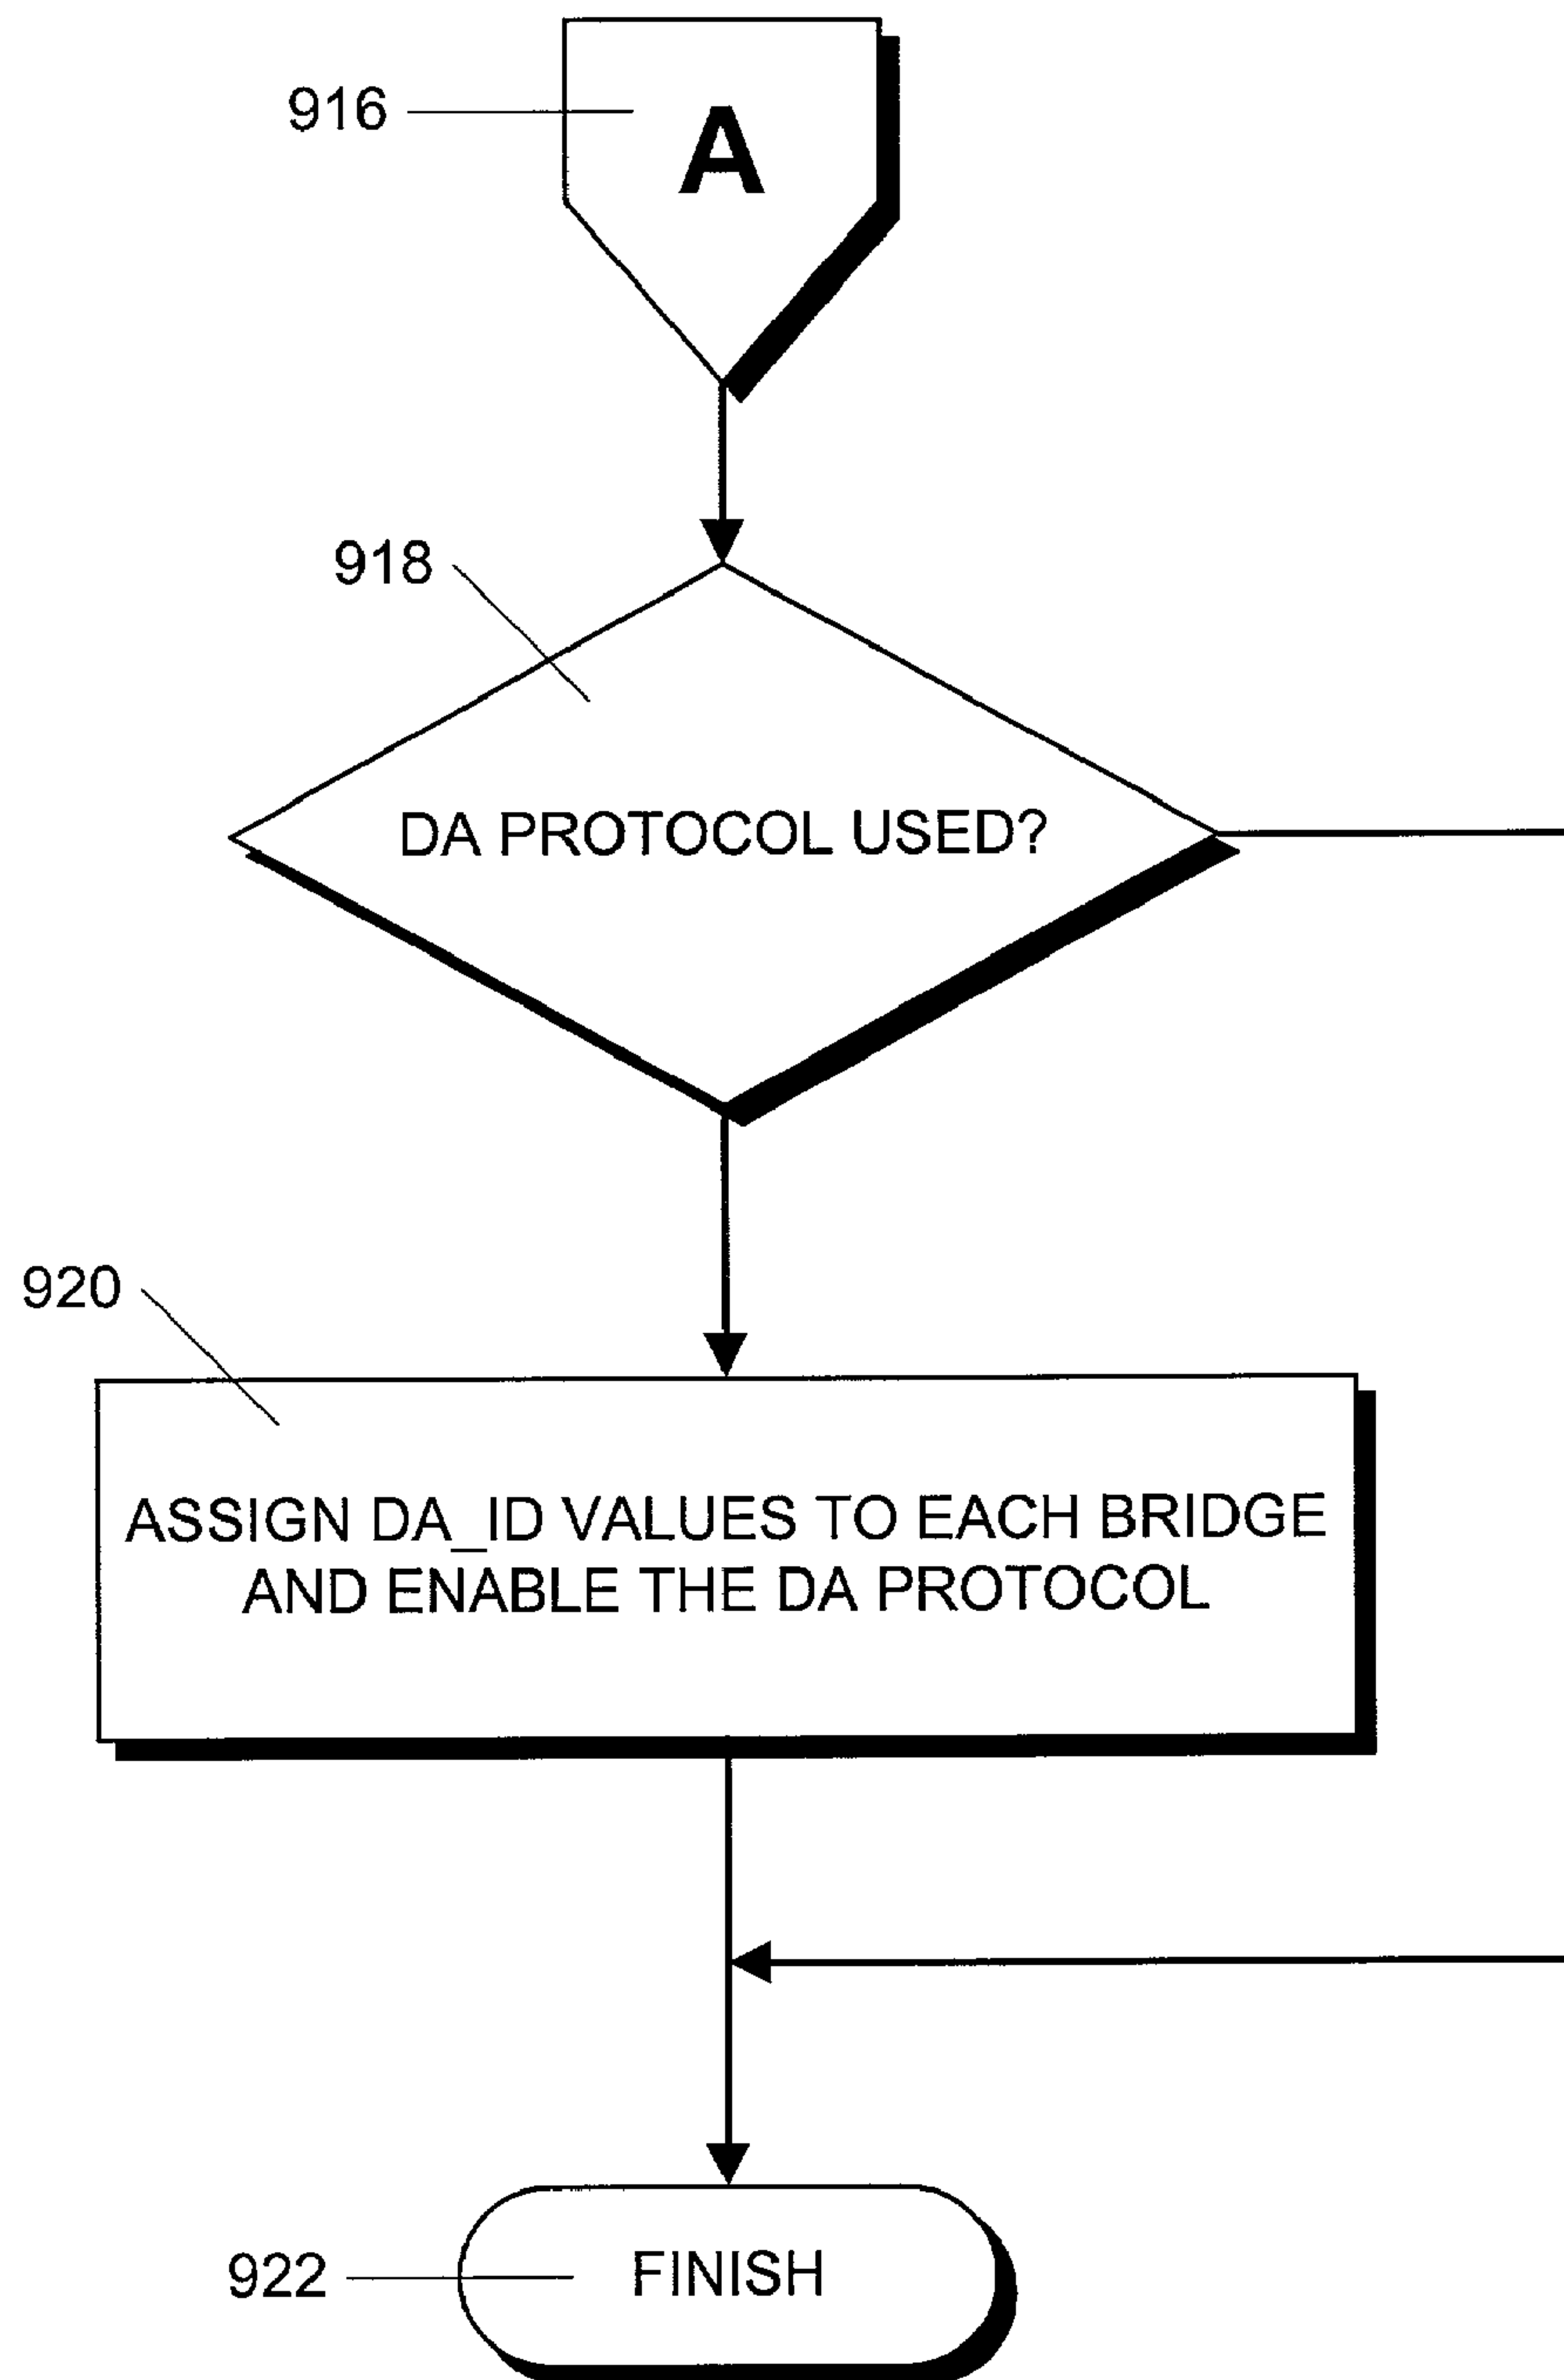 916
A
918
DA PROTOCOL USED?
920
ASSIGN DA_ID VALUES TO EACH BRIDGE
AND ENABLE THE DA PROTOCOL
922
FINISH